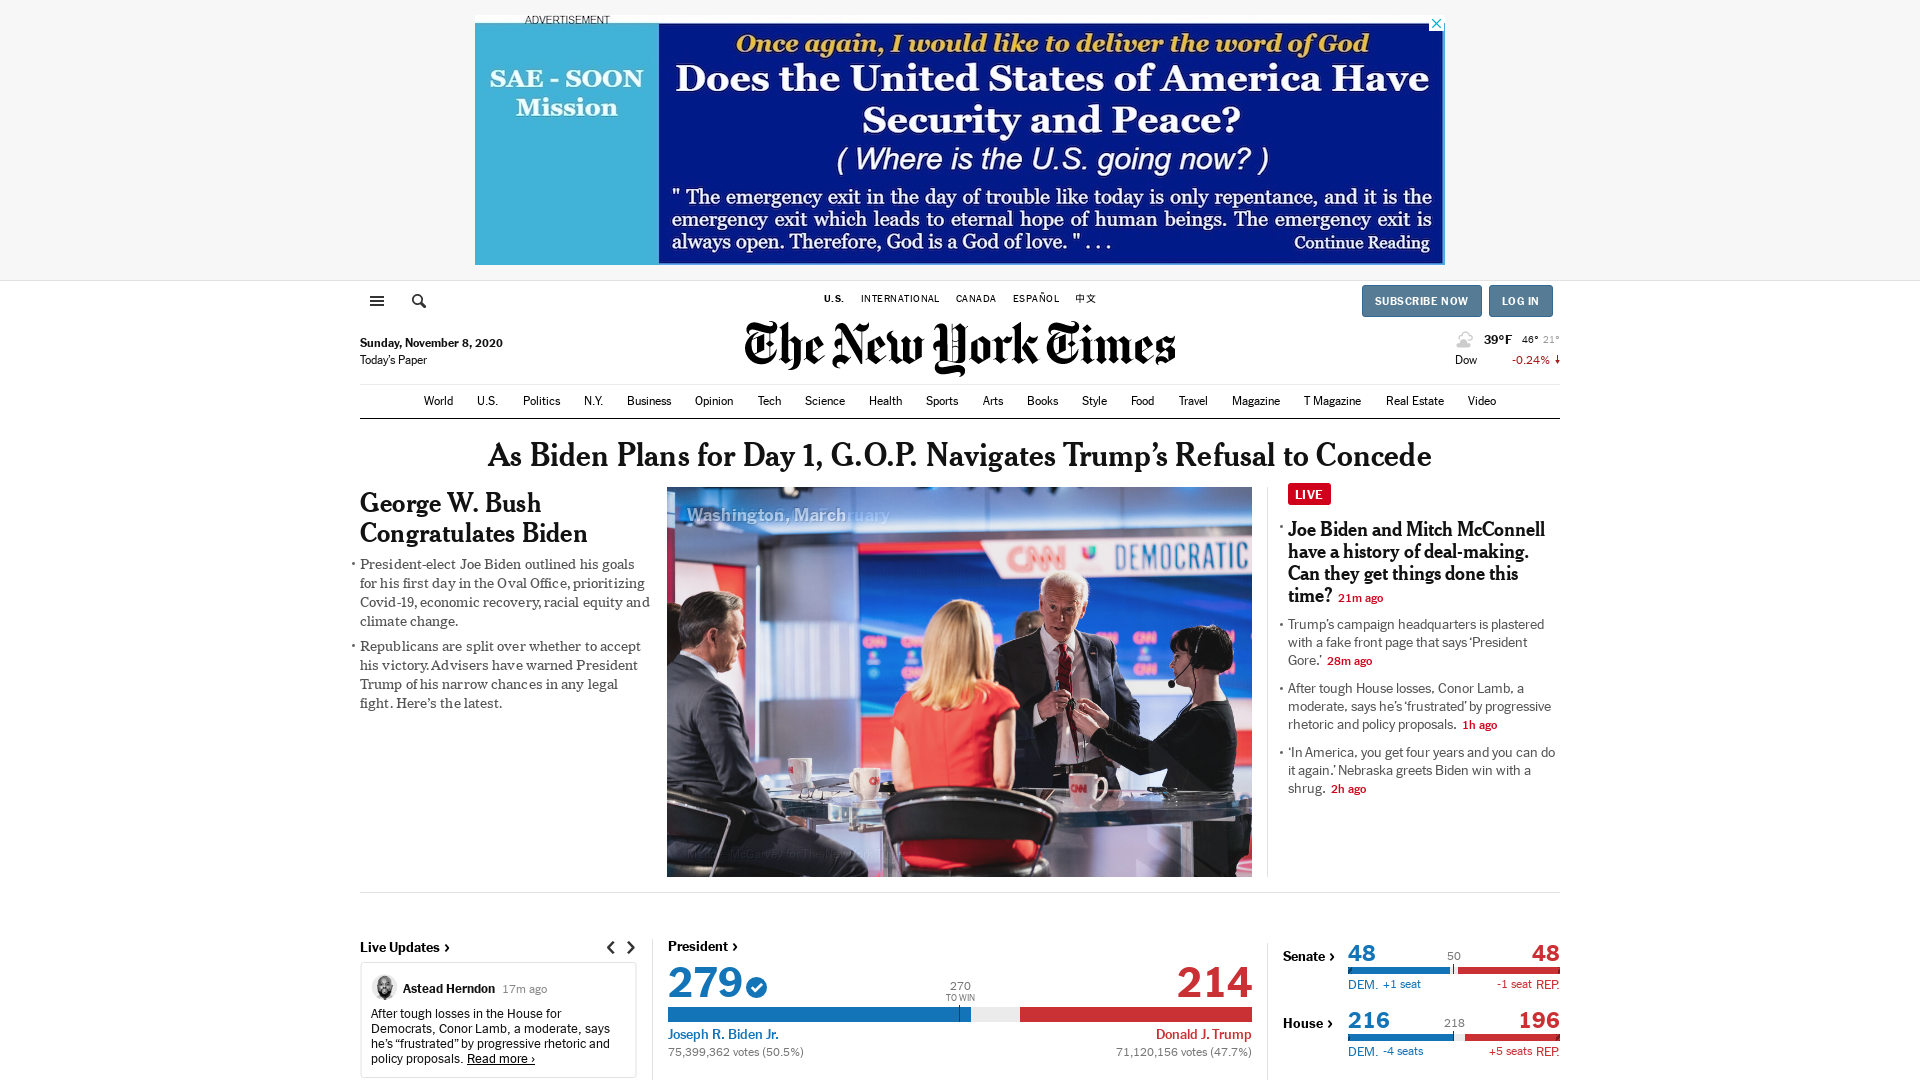 ADVERTISEMENT
SAE - SOON
Mission
Once again, I would like to deliver the word of God
Does the United States of America Have
Security and Peace?
( Where is the U.S. going now? )
" The emergency exit in the day of trouble like today is only repentance, and it is the
emergency exit which leads to eternal hope of human beings. The emergency exit is
always open. Therefore, God is a God of love. " . . .
Continue Reading
U.S.
INTERNATIONAL
CANADA
ESPAÑOL
中文
SUBSCRIBE NOW
LOG IN
Sunday, November 8, 2020
Today's Paper
The New York Times
39°F 46° 21°
Dow -0.24% ↓
World
U.S.
Politics
N.Y.
Business
Opinion
Tech
Science
Health
Sports
Arts
Books
Style
Food
Travel
Magazine
T Magazine
Real Estate
Video
As Biden Plans for Day 1, G.O.P. Navigates Trump's Refusal to Concede
George W. Bush
Congratulates Biden
• President-elect Joe Biden outlined his goals
for his first day in the Oval Office, prioritizing
Covid-19, economic recovery, racial equity and
climate change.
• Republicans are split over whether to accept
his victory. Advisers have warned President
Trump of his narrow chances in any legal
fight. Here's the latest.
Washington, March
CNN
DEMOCRATIC
LIVE
• Joe Biden and Mitch McConnell
have a history of deal-making.
Can they get things done this
time? 21m ago
• Trump's campaign headquarters is plastered
with a fake front page that says 'President
Gore.' 28m ago
• After tough House losses, Conor Lamb, a
moderate, says he's 'frustrated' by progressive
rhetoric and policy proposals. 1h ago
• 'In America, you get four years and you can do
it again.' Nebraska greets Biden win with a
shrug. 2h ago
Live Updates ›
Astead Herndon 17m ago
After tough losses in the House for
Democrats, Conor Lamb, a moderate, says
he's "frustrated" by progressive rhetoric and
policy proposals. Read more ›
President ›
279
270
TO WIN
214
Joseph R. Biden Jr.
Donald J. Trump
75,399,362 votes (50.5%)
71,120,156 votes (47.7%)
Senate ›
48
50
48
DEM. +1 seat
-1 seat REP.
House ›
216
218
196
DEM. -4 seats
+5 seats REP.